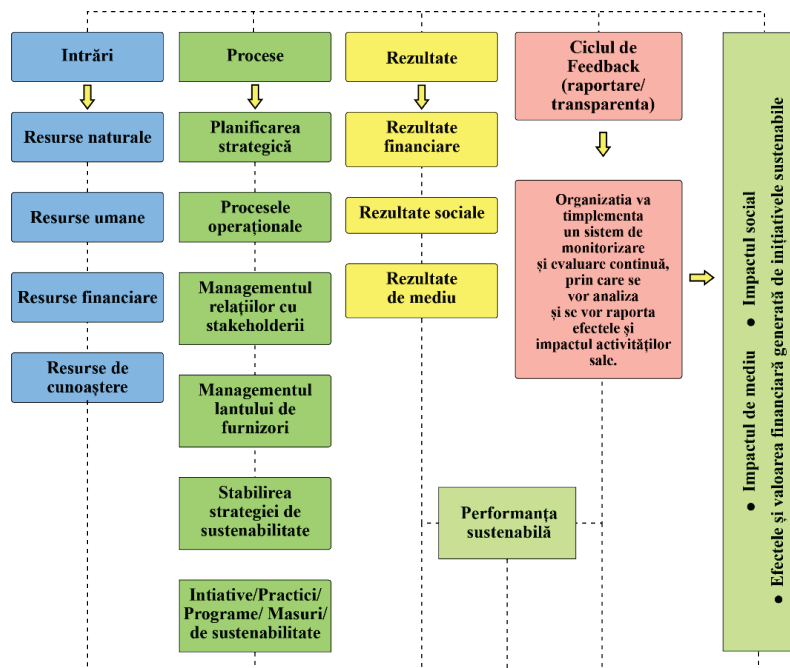 Intrări
Resurse naturale
Resurse umane
Resurse financiare
Resurse de
cunoaștere
Procese
Planificarea
strategică
Procesele
operaționale
Managementul
relațiilor cu
stakeholderii
Managementul
lantului de
furnizori
Stabilirea
strategiei de
sustenabilitate
Intiative/Practici/
Programe/ Masuri/
de sustenabilitate
Rezultate
Rezultate
financiare
Rezultate sociale
Rezultate
de mediu
Ciclul de
Feedback
(raportare/
transparenta)
Organizatia va
timplementa
un sistem de
monitorizare
și evaluarc continuă,
prin care se
vor analiza
și sc vor raporta
efectele și
impactul activităților
salc.
Performanța
sustenabilă
● Impactul de mediu ● Impactul social
● Efectele și valoarea financiară generată de inițiativele sustenabile